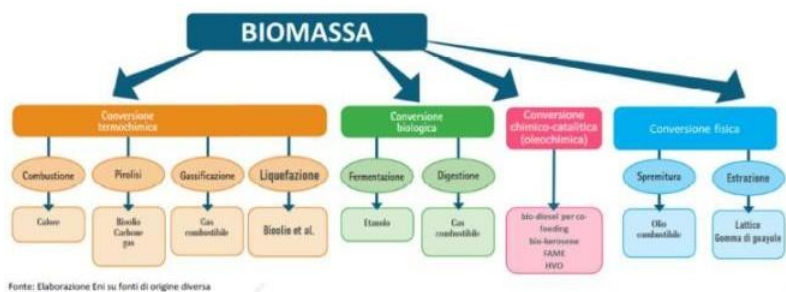 BIOMASSA
Conversione
termochimica
Conversione
biologica
Conversione
chimico-catalitica
(oleochimica)
Conversione fisica
Combustione
Pirolisi
Gassificazione
Liquefazione
Fermentazione
Digestione
Spremitura
Estrazione
Calore
Bioolio
Carbone
gas
Gas
combustibile
Bioolio et al.
Etanolo
Gas
combustibile
bio-diesel per co-
feeding
bio-kerosene
FAME
HVO
Olio
combustibile
Lattice
Gomma di guayule
Fonte: Elaborazione Eni su fonti di origine diversa